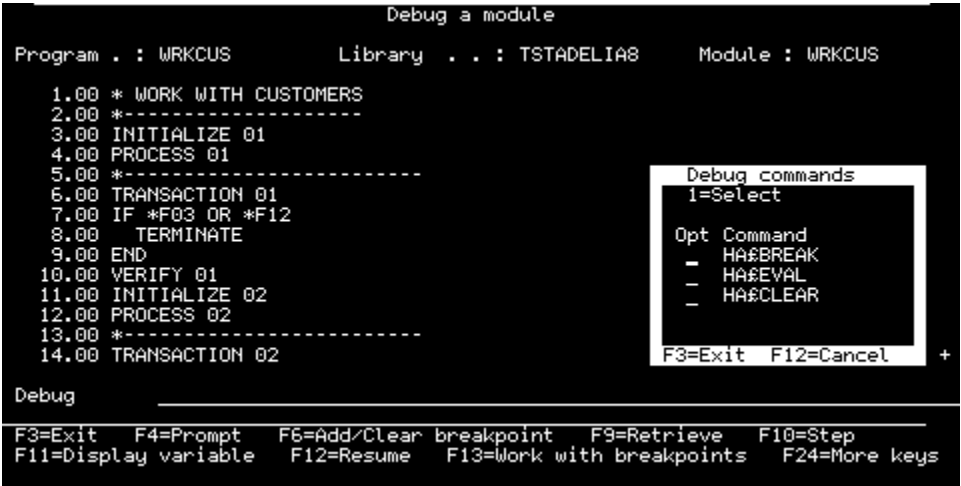 Debug a module
Program . : WRKCUS Library . . : TSTADELIA8 Module : WRKCUS
1.00 * WORK WITH CUSTOMERS
2.00 *---------------------
3.00 INITIALIZE 01
4.00 PROCESS 01
5.00 *--------------------------
6.00 TRANSACTION 01
7.00 IF *F03 OR *F12
8.00 TERMINATE
9.00 END
10.00 VERIFY 01
11.00 INITIALIZE 02
12.00 PROCESS 02
13.00 *--------------------------
14.00 TRANSACTION 02
Debug commands
1=Select
Opt Command
_ HA£BREAK
_ HA£EVAL
_ HA£CLEAR
F3=Exit F12=Cancel
+
Debug
F3=Exit F4=Prompt F6=Add/Clear breakpoint F9=Retrieve F10=Step
F11=Display variable F12=Resume F13=Work with breakpoints F24=More keys